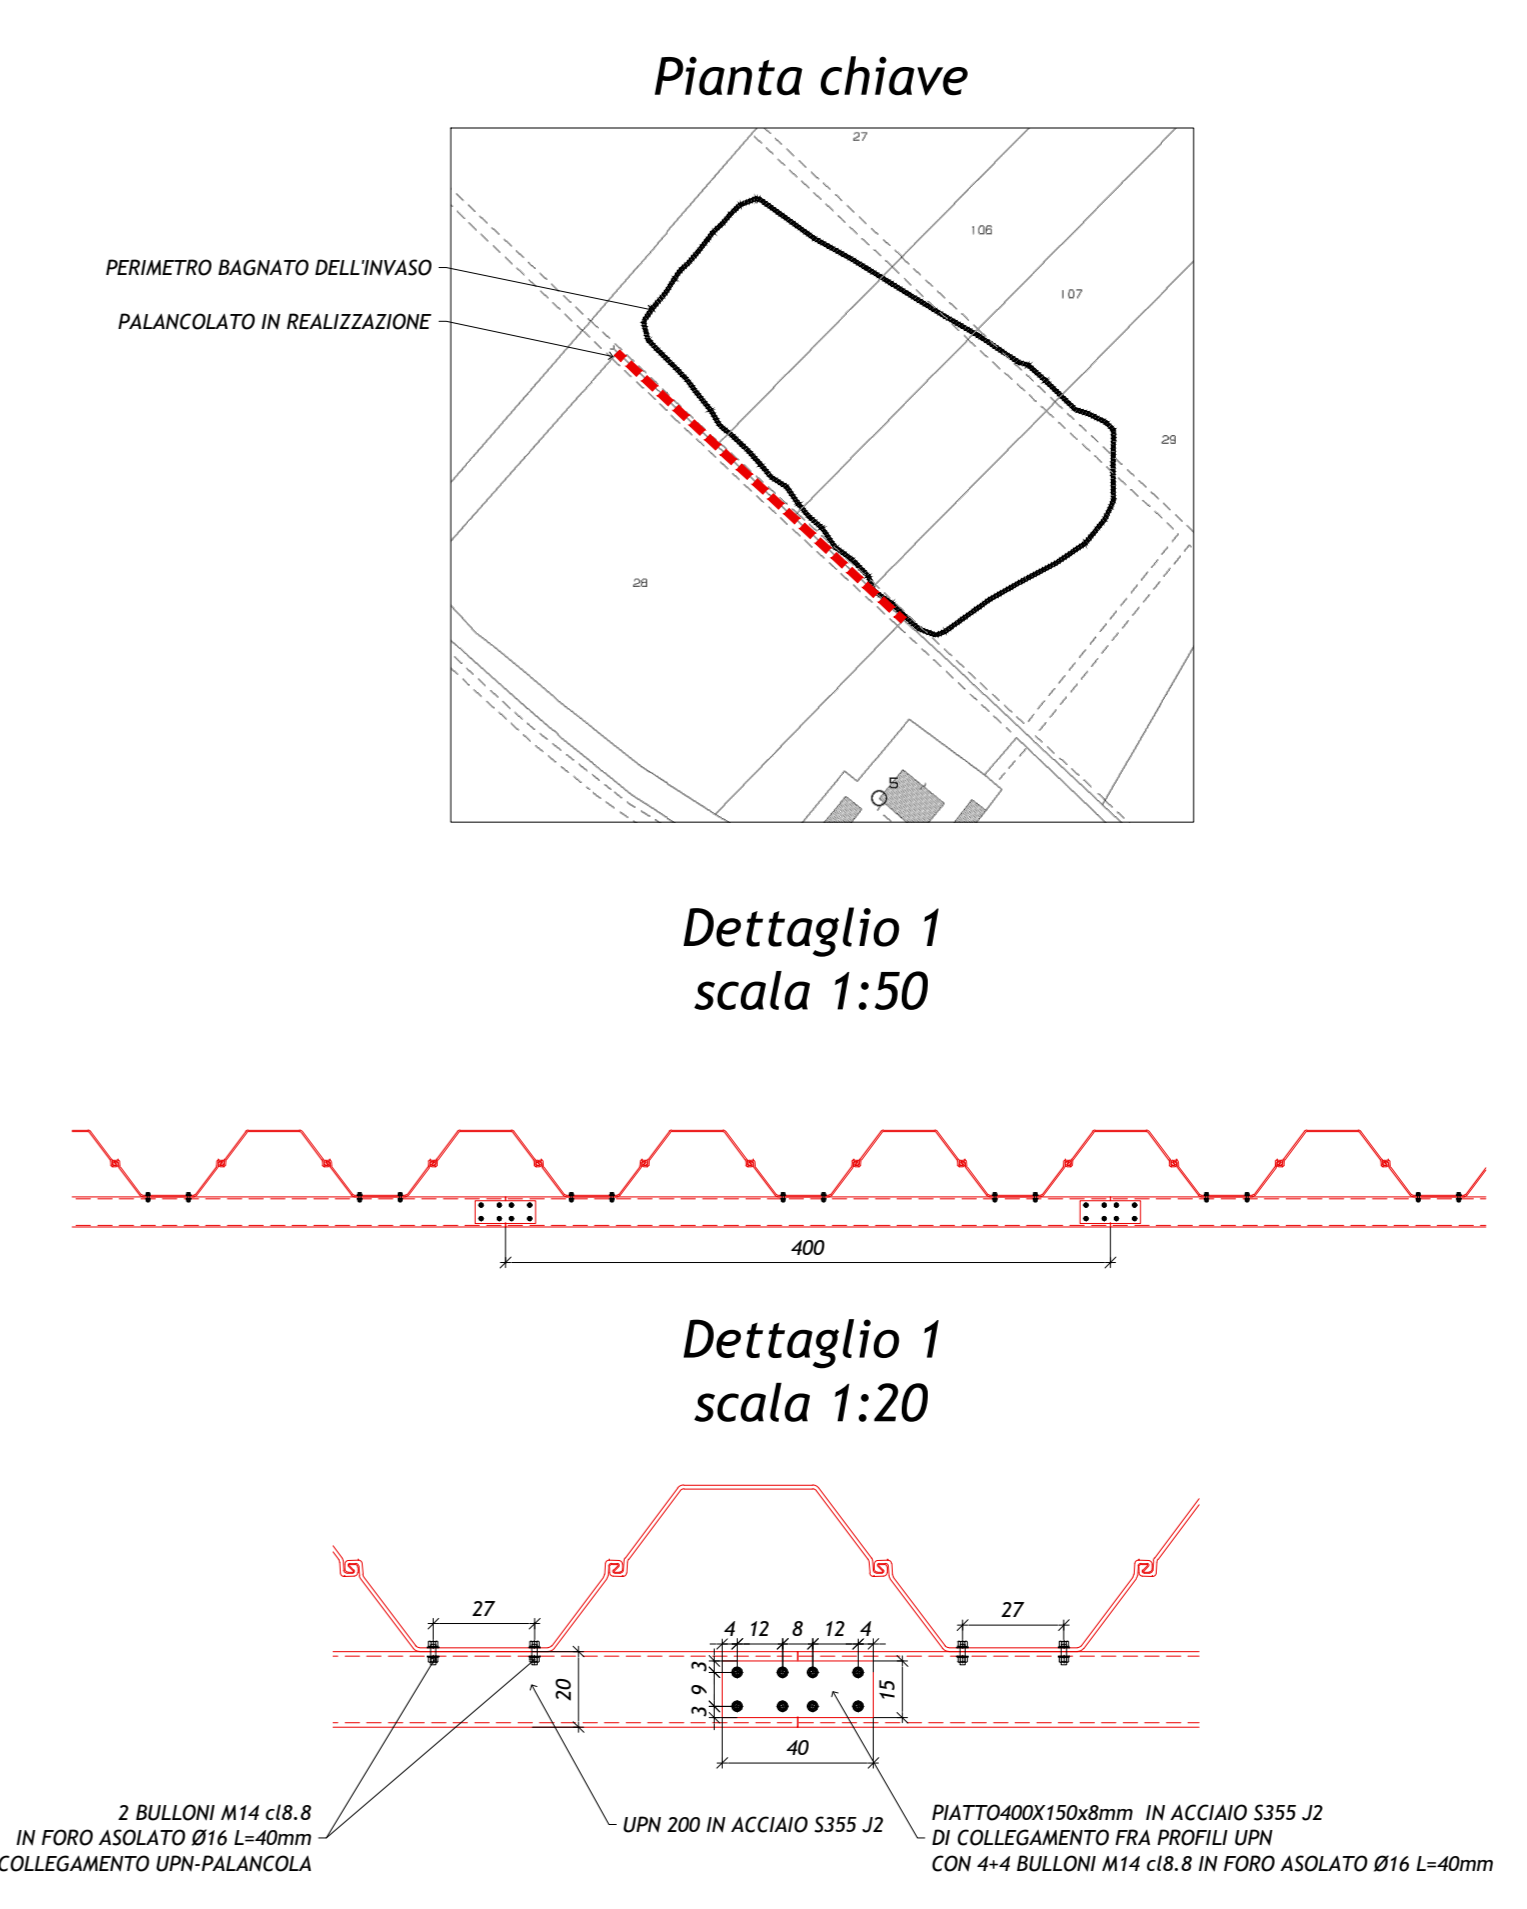 Pianta chiave
27
106
PERIMETRO BAGNATO DELL'INVASO
107
PALANCOLATO IN REALIZZAZIONE
29
28
5
Dettaglio 1
scala 1:50
400
Dettaglio 1
scala 1:20
27
27
4 12 8 12 4
3
9
3
20
15
40
2 BULLONI M14 cl8.8
IN FORO ASOLATO Ø16 L=40mm
COLLEGAMENTO UPN-PALANCOLA
UPN 200 IN ACCIAIO S355 J2
PIATTO400X150x8mm IN ACCIAIO S355 J2
DI COLLEGAMENTO FRA PROFILI UPN
CON 4+4 BULLONI M14 cl8.8 IN FORO ASOLATO Ø16 L=40mm